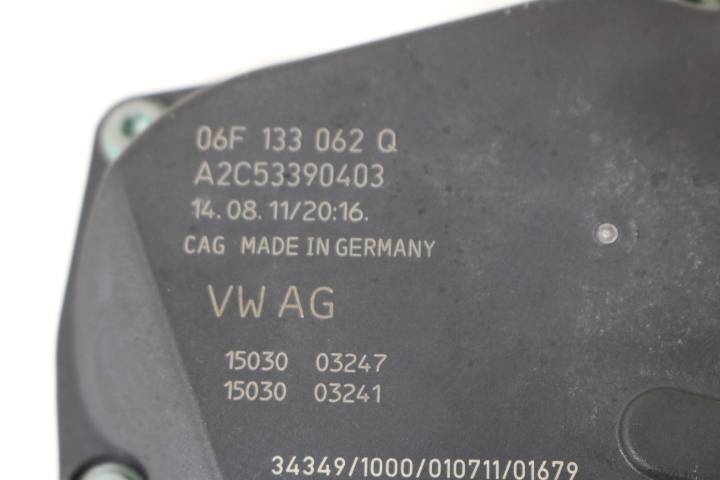 06F 133 062 Q
A2C53390403
14.08.11/20:16.
CAG MADE IN GERMANY
VW AG
15030 03247
15030 03241
34349/1000/010711/01679